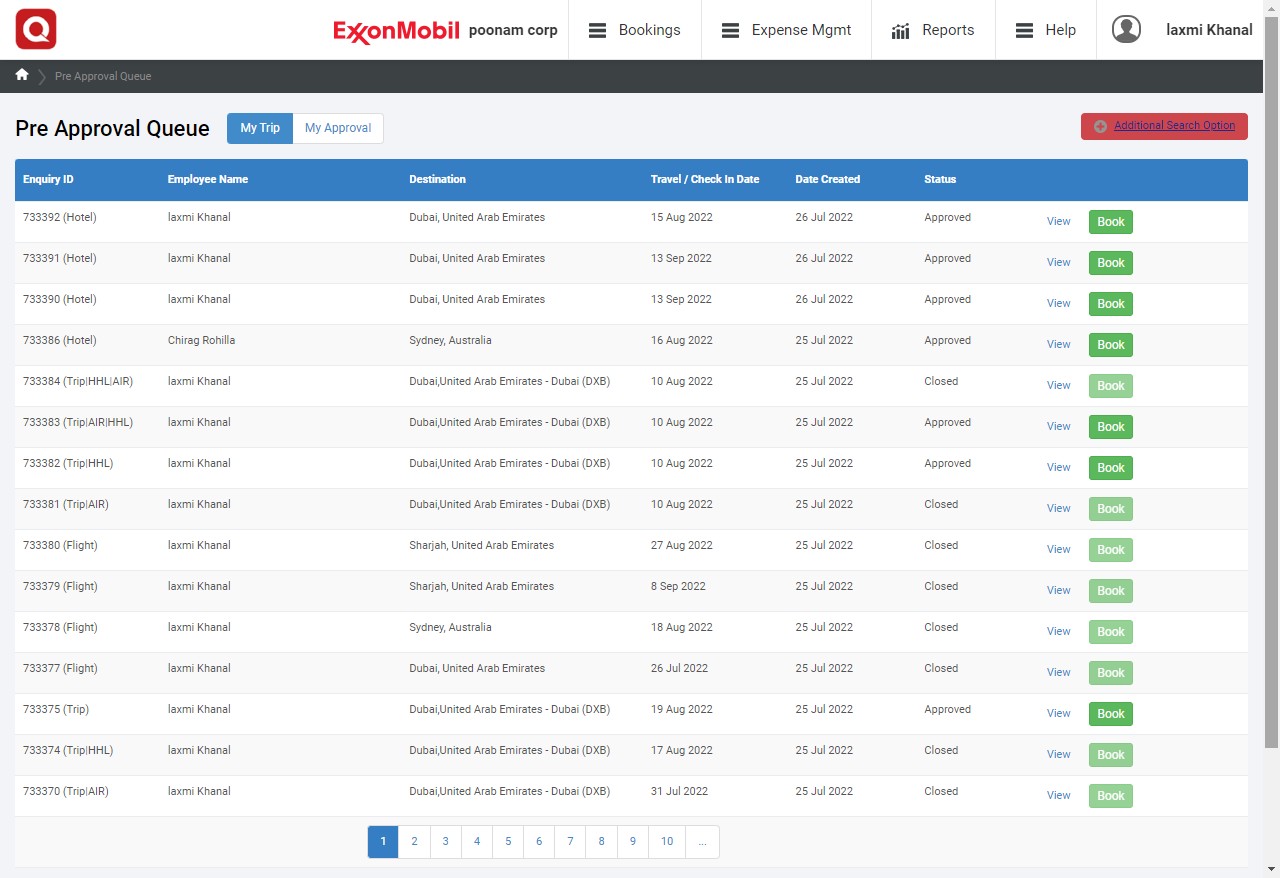 Q ExxonMobil poonam corp Bookings Expense Mgmt Reports Help laxmi Khanal
Pre Approval Queue
Pre Approval Queue My Trip My Approval Additional Search Option
Enquiry ID Employee Name Destination Travel / Check In Date Date Created Status
733392 (Hotel) laxmi Khanal Dubai, United Arab Emirates 15 Aug 2022 26 Jul 2022 Approved View Book
733391 (Hotel) laxmi Khanal Dubai, United Arab Emirates 13 Sep 2022 26 Jul 2022 Approved View Book
733390 (Hotel) laxmi Khanal Dubai, United Arab Emirates 13 Sep 2022 26 Jul 2022 Approved View Book
733386 (Hotel) Chirag Rohilla Sydney, Australia 16 Aug 2022 25 Jul 2022 Approved View Book
733384 (Trip|HHL|AIR) laxmi Khanal Dubai,United Arab Emirates - Dubai (DXB) 10 Aug 2022 25 Jul 2022 Closed View Book
733383 (Trip|AIR|HHL) laxmi Khanal Dubai,United Arab Emirates - Dubai (DXB) 10 Aug 2022 25 Jul 2022 Approved View Book
733382 (Trip|HHL) laxmi Khanal Dubai,United Arab Emirates - Dubai (DXB) 10 Aug 2022 25 Jul 2022 Approved View Book
733381 (Trip|AIR) laxmi Khanal Dubai,United Arab Emirates - Dubai (DXB) 10 Aug 2022 25 Jul 2022 Closed View Book
733380 (Flight) laxmi Khanal Sharjah, United Arab Emirates 27 Aug 2022 25 Jul 2022 Closed View Book
733379 (Flight) laxmi Khanal Sharjah, United Arab Emirates 8 Sep 2022 25 Jul 2022 Closed View Book
733378 (Flight) laxmi Khanal Sydney, Australia 18 Aug 2022 25 Jul 2022 Closed View Book
733377 (Flight) laxmi Khanal Dubai, United Arab Emirates 26 Jul 2022 25 Jul 2022 Closed View Book
733375 (Trip) laxmi Khanal Dubai,United Arab Emirates - Dubai (DXB) 19 Aug 2022 25 Jul 2022 Approved View Book
733374 (Trip|HHL) laxmi Khanal Dubai,United Arab Emirates - Dubai (DXB) 17 Aug 2022 25 Jul 2022 Closed View Book
733370 (Trip|AIR) laxmi Khanal Dubai,United Arab Emirates - Dubai (DXB) 31 Jul 2022 25 Jul 2022 Closed View Book
1 2 3 4 5 6 7 8 9 10 ...